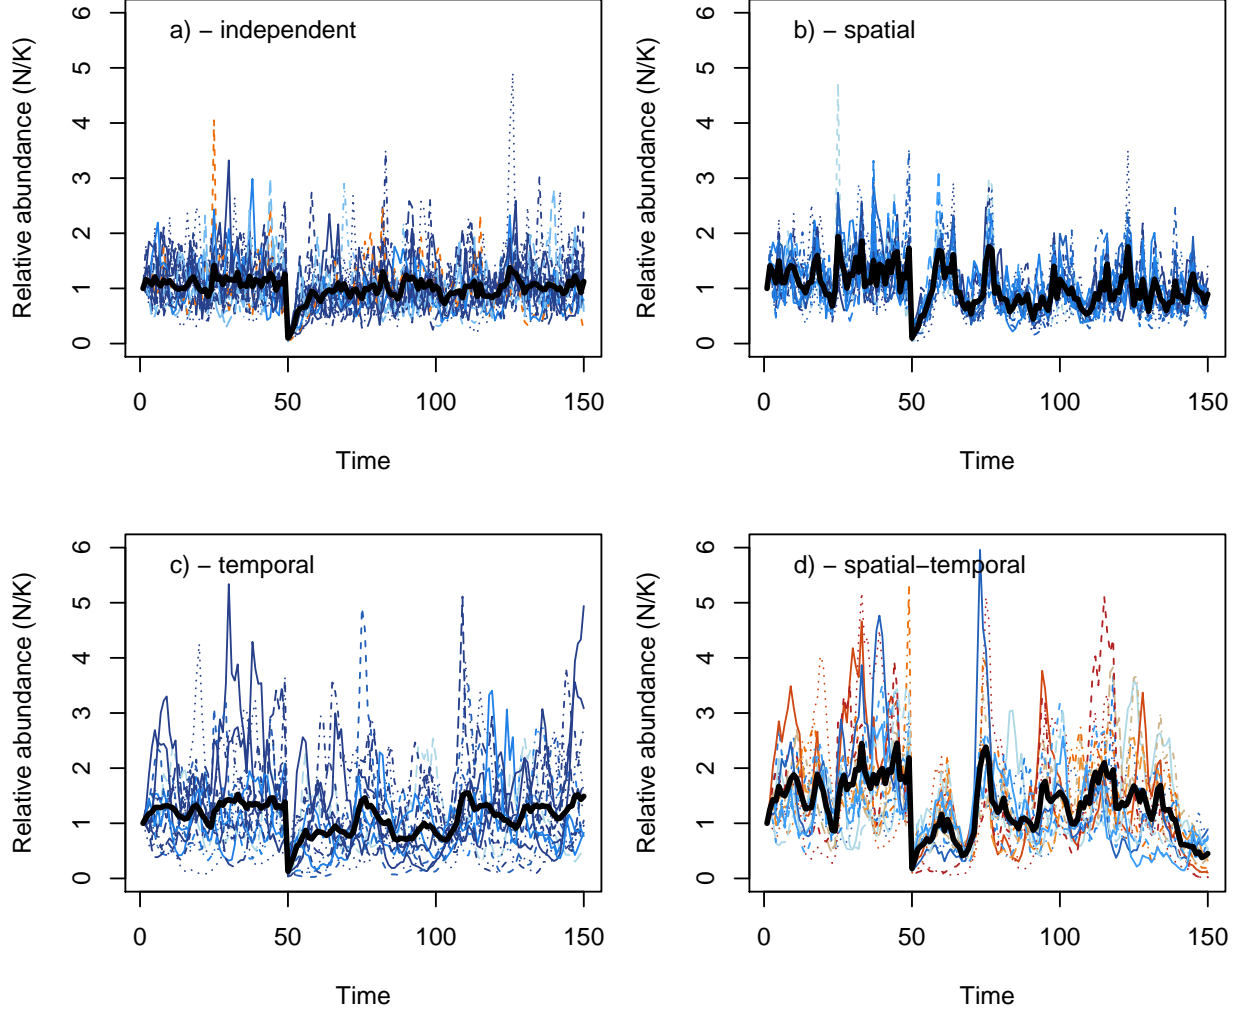 a) − independent
Relative abundance (N/K)
0 1 2 3 4 5 6
0 50 100 150
Time
b) − spatial
Relative abundance (N/K)
0 1 2 3 4 5 6
0 50 100 150
Time
c) − temporal
Relative abundance (N/K)
0 1 2 3 4 5 6
0 50 100 150
Time
d) − spatial−temporal
Relative abundance (N/K)
0 1 2 3 4 5 6
0 50 100 150
Time